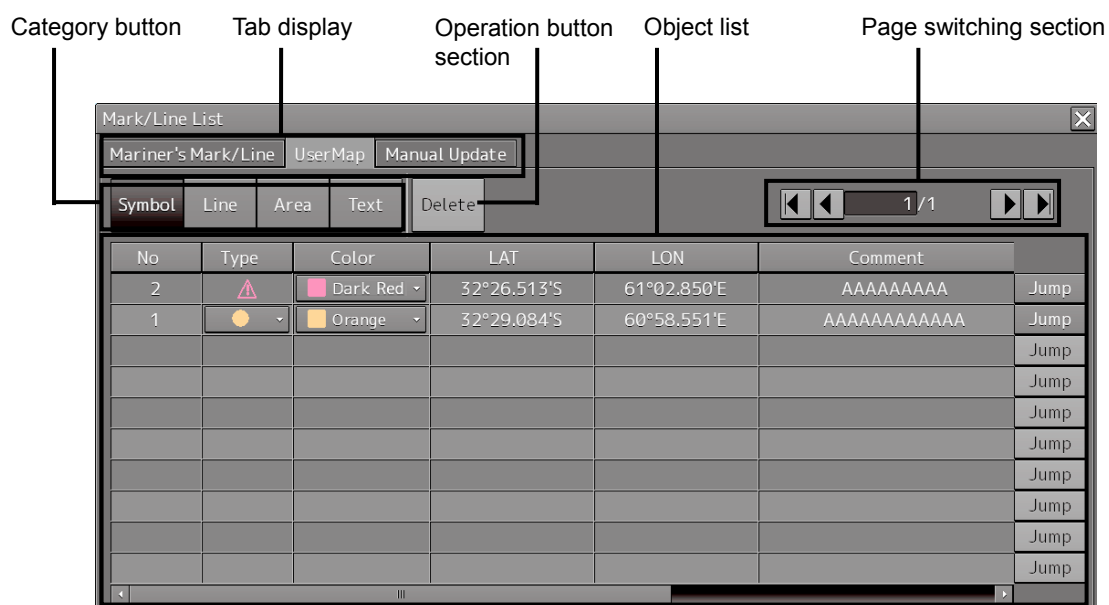 Category button Tab display Operation button Object list Page switching section
section
Mark/Line List
Mariner's Mark/Line UserMap Manual Update
Symbol Line Area Text Delete 1/1
No Type Color LAT LON Comment
2 Dark Red 32°26.513'S 61°02.850'E AAAAAAAAA Jump
1 Orange 32°29.084'S 60°58.551'E AAAAAAAAAAAA Jump
Jump
Jump
Jump
Jump
Jump
Jump
Jump
Jump